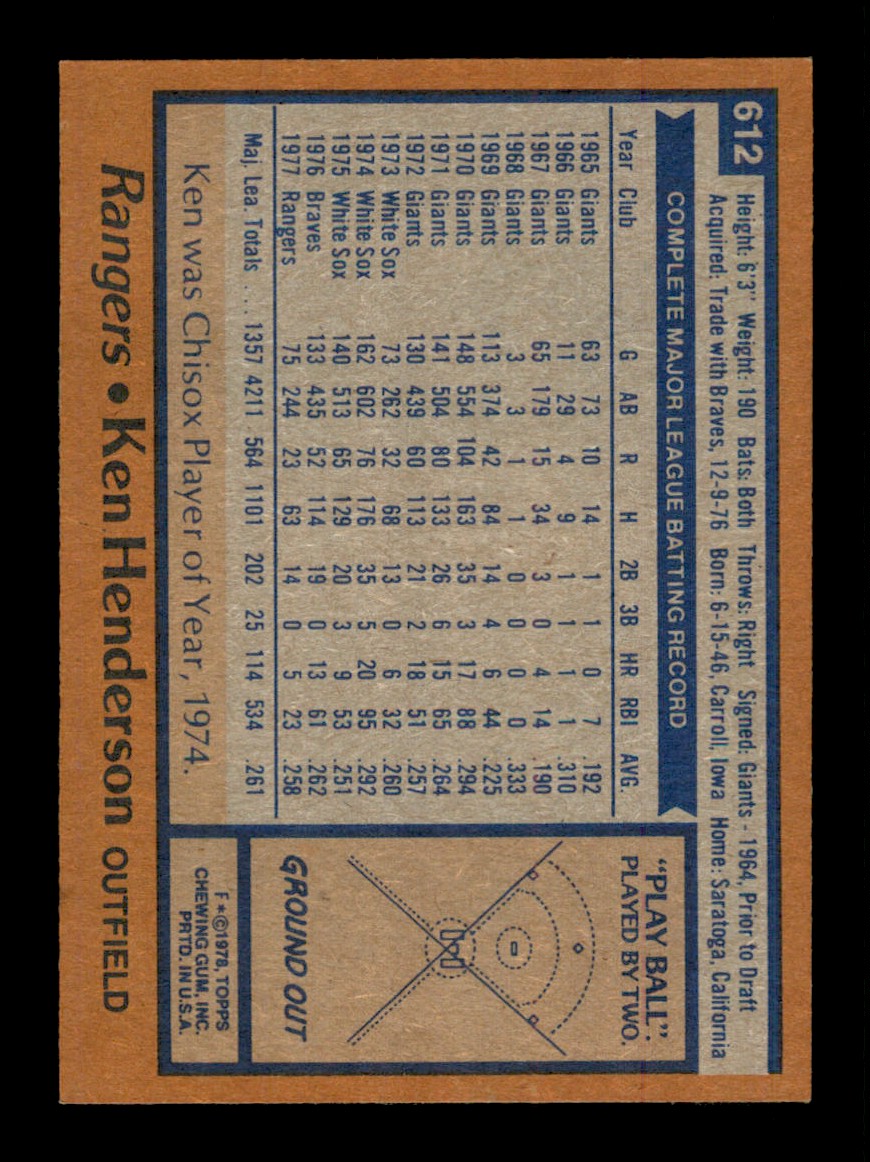 612
Height: 6'3" Weight: 190 Bats: Both Throws: Right Signed: Giants - 1964, Prior to Draft
Acquired: Trade with Braves, 12-9-76 Born: 6-15-46, Carroll, Iowa Home: Saratoga, California
COMPLETE MAJOR LEAGUE BATTING RECORD
Year Club G AB R H 2B 3B HR RBI AVG.
1965 Giants 63 73 10 14 1 1 0 7 .192
1966 Giants 11 29 4 9 1 1 1 1 .310
1967 Giants 65 179 15 34 3 0 4 14 .190
1968 Giants 3 3 1 1 0 0 0 0 .333
1969 Giants 113 374 42 84 14 4 6 44 .225
1970 Giants 148 554 104 163 35 3 17 88 .294
1971 Giants 141 504 80 133 26 6 15 65 .264
1972 Giants 130 439 60 113 21 2 18 51 .257
1973 White Sox 73 262 32 68 13 0 6 32 .260
1974 White Sox 162 602 76 176 35 5 20 95 .292
1975 White Sox 140 513 65 129 20 3 9 53 .251
1976 Braves 133 435 52 114 19 0 13 61 .262
1977 Rangers 75 244 23 63 14 0 5 23 .258
Maj. Lea. Totals . . . 1357 4211 564 1101 202 25 114 534 .261
Ken was Chisox Player of Year, 1974.
"PLAY BALL".
PLAYED BY TWO.
GROUND OUT
F*©1978, TOPPS
CHEWING GUM, INC.
PRTD. IN U.S.A.
Rangers • Ken Henderson OUTFIELD